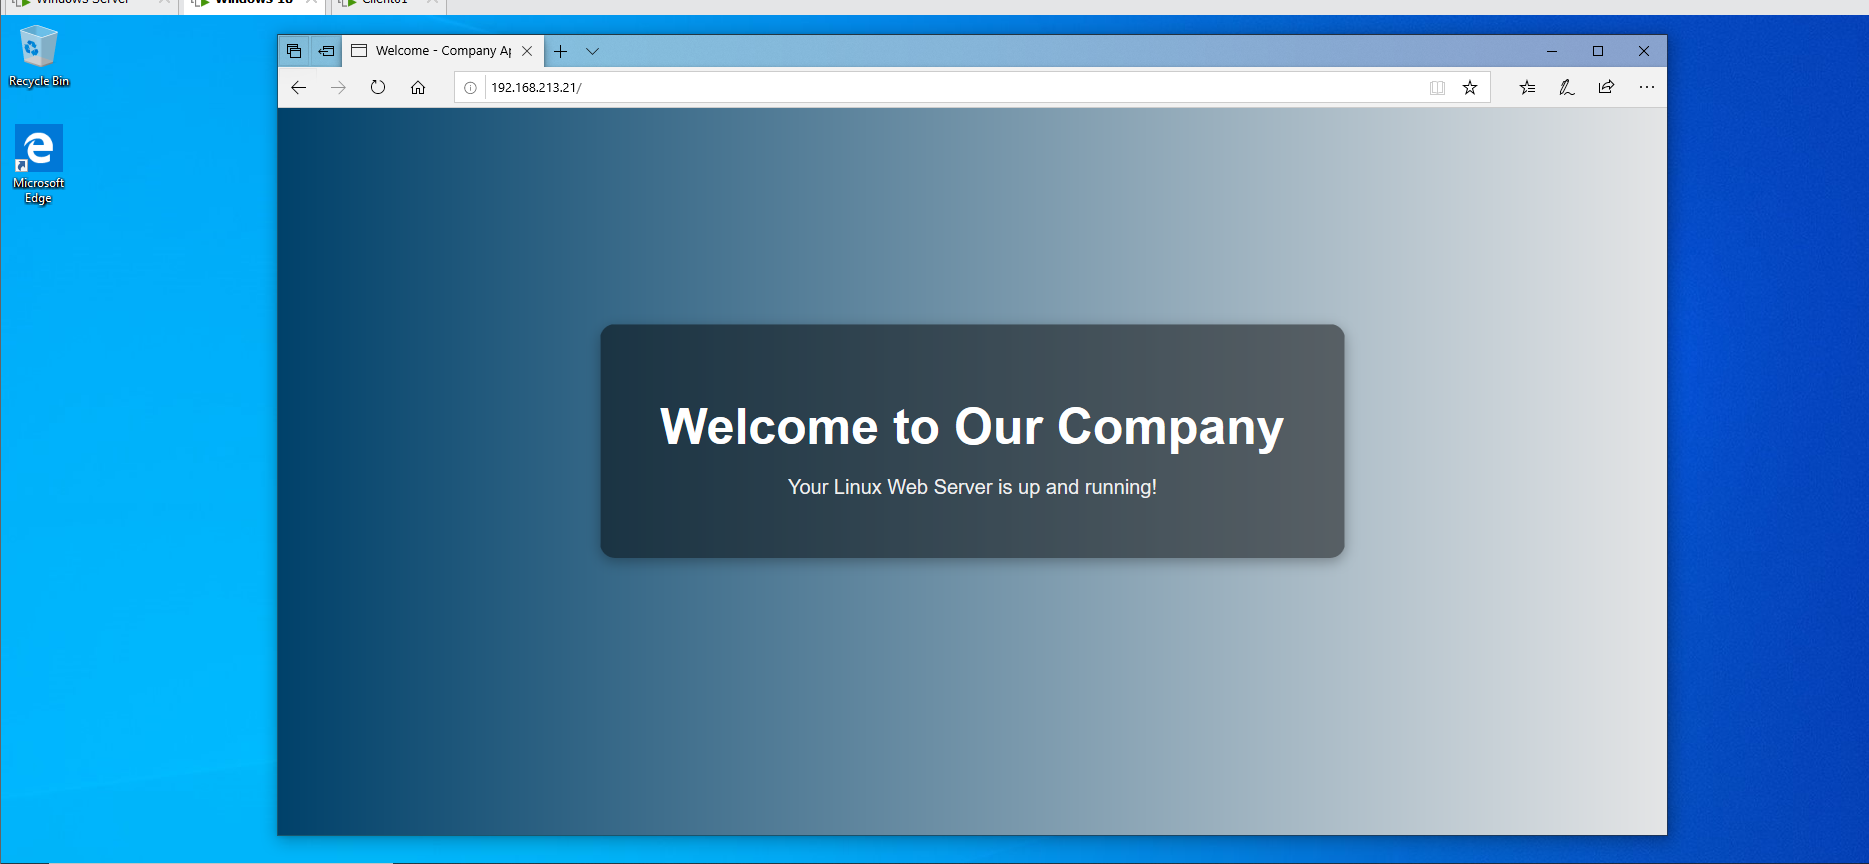 Windows Server
Windows 10
Client01
Recycle Bin
Microsoft
Edge
Welcome - Company Ap
192.168.213.21/
Welcome to Our Company
Your Linux Web Server is up and running!